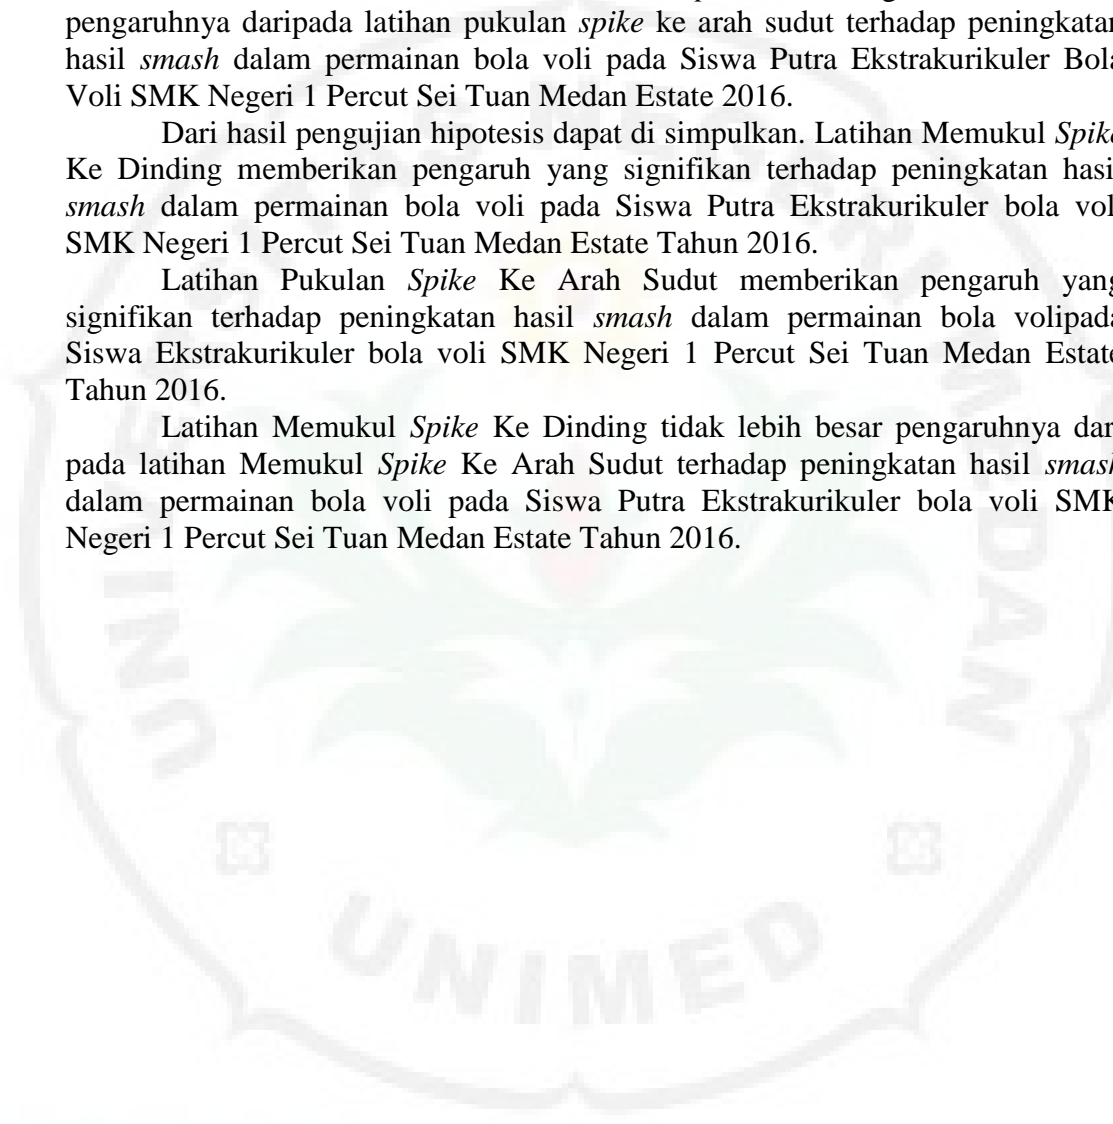 pengaruhnya daripada latihan pukulan spike ke arah sudut terhadap peningkatan
hasil smash dalam permainan bola voli pada Siswa Putra Ekstrakurikuler Bola
Voli SMK Negeri 1 Percut Sei Tuan Medan Estate 2016.
Dari hasil pengujian hipotesis dapat di simpulkan. Latihan Memukul Spike
Ke Dinding memberikan pengaruh yang signifikan terhadap peningkatan hasi
smash dalam permainan bola voli pada Siswa Putra Ekstrakurikuler bola vol
SMK Negeri 1 Percut Sei Tuan Medan Estate Tahun 2016.
Latihan Pukulan Spike Ke Arah Sudut memberikan pengaruh yang
signifikan terhadap peningkatan hasil smash dalam permainan bola volipada
Siswa Ekstrakurikuler bola voli SMK Negeri 1 Percut Sei Tuan Medan Estate
Tahun 2016.
Latihan Memukul Spike Ke Dinding tidak lebih besar pengaruhnya dar
pada latihan Memukul Spike Ke Arah Sudut terhadap peningkatan hasil smash
dalam permainan bola voli pada Siswa Putra Ekstrakurikuler bola voli SMK
Negeri 1 Percut Sei Tuan Medan Estate Tahun 2016.
UNIVERSITAS NEGERI MEDAN
UNIMED